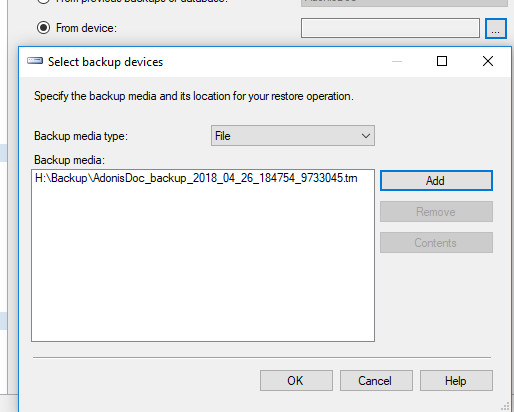 From previous backups of database:
AdonisDoc
From device:
...
Select backup devices
Specify the backup media and its location for your restore operation.
Backup media type:
File
Backup media:
H:\Backup\AdonisDoc_backup_2018_04_26_184754_9733045.trn
Add
Remove
Contents
OK
Cancel
Help